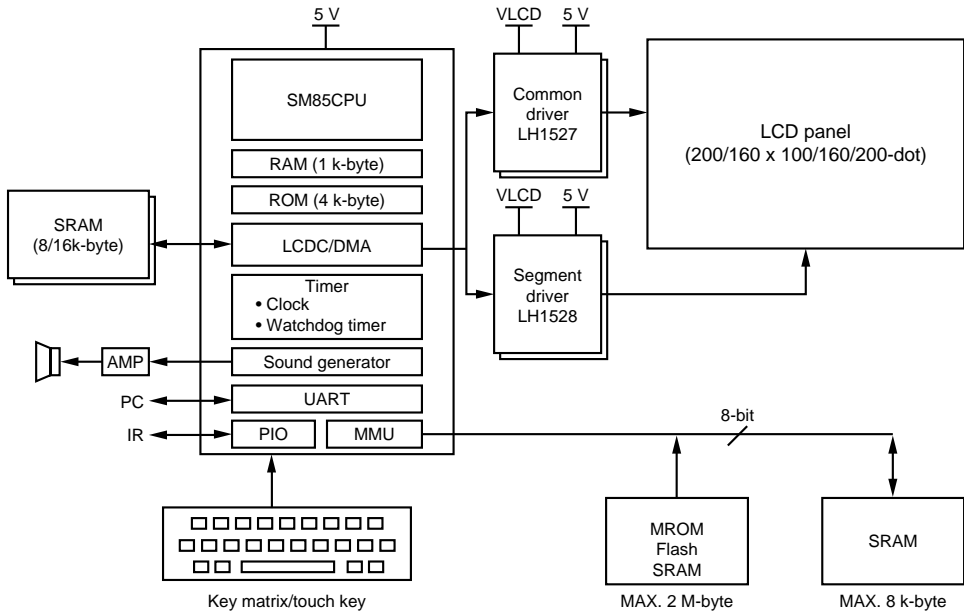 5 V
VLCD
5 V
SM85CPU
Common
driver
LH1527
LCD panel
(200/160 x 100/160/200-dot)
RAM (1 k-byte)
ROM (4 k-byte)
VLCD
5 V
SRAM
(8/16k-byte)
LCDC/DMA
Segment
driver
LH1528
Timer
• Clock
• Watchdog timer
AMP
Sound generator
PC
UART
IR
PIO
MMU
8-bit
MROM
Flash
SRAM
SRAM
Key matrix/touch key
MAX. 2 M-byte
MAX. 8 k-byte